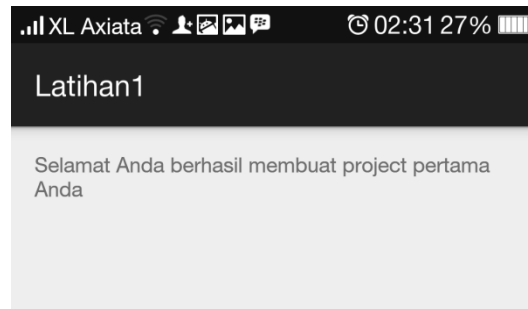 XL Axiata 02:31 27%
Latihan1
Selamat Anda berhasil membuat project pertama
Anda